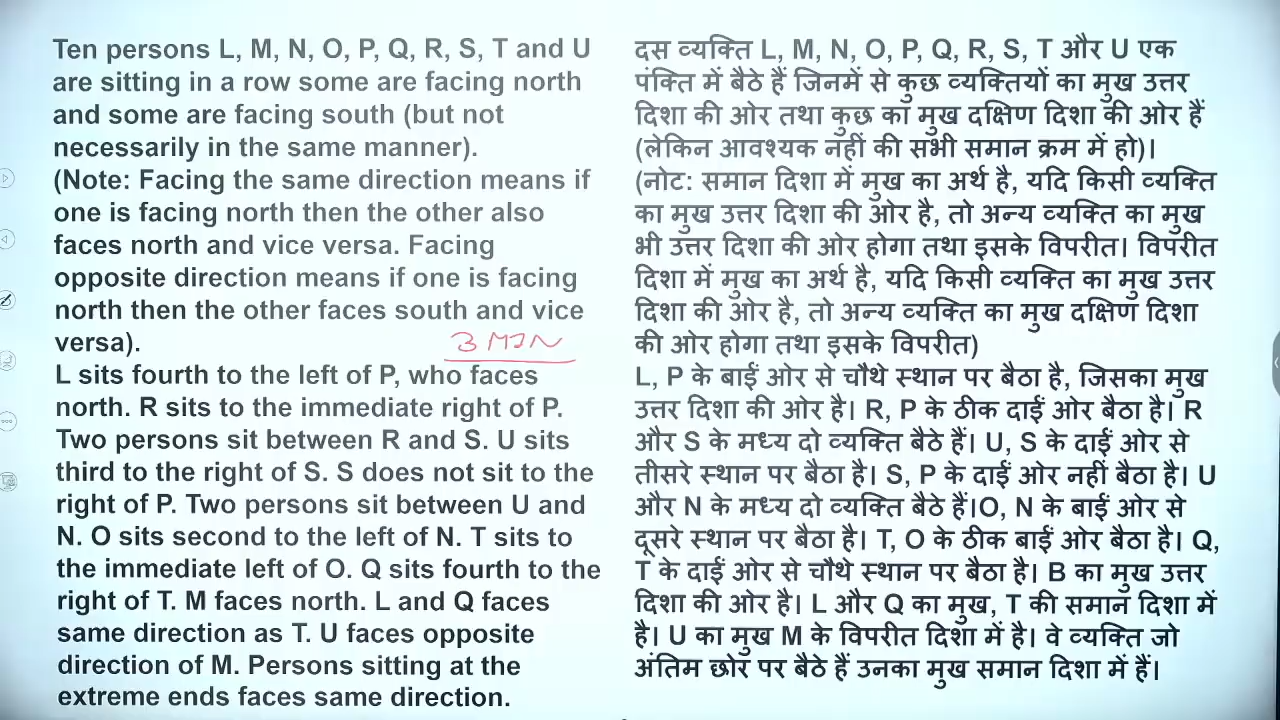 Ten persons L, M, N, O, P, Q, R, S, T and U
are sitting in a row some are facing north
and some are facing south (but not
necessarily in the same manner).
(Note: Facing the same direction means if
one is facing north then the other also
faces north and vice versa. Facing
opposite direction means if one is facing
north then the other faces south and vice
versa).
3 MIN
L sits fourth to the left of P, who faces
north. R sits to the immediate right of P.
Two persons sit between R and S. U sits
third to the right of S. S does not sit to the
right of P. Two persons sit between U and
N. O sits second to the left of N. T sits to
the immediate left of O. Q sits fourth to the
right of T. M faces north. L and Q faces
same direction as T. U faces opposite
direction of M. Persons sitting at the
extreme ends faces same direction.
दस व्यक्ति L, M, N, O, P, Q, R, S, T और U एक
पंक्ति में बैठे हैं जिनमें से कुछ व्यक्तियों का मुख उत्तर
दिशा की ओर तथा कुछ का मुख दक्षिण दिशा की ओर हैं
(लेकिन आवश्यक नहीं की सभी समान क्रम में हो)।
(नोट: समान दिशा में मुख का अर्थ है, यदि किसी व्यक्ति
का मुख उत्तर दिशा की ओर है, तो अन्य व्यक्ति का मुख
भी उत्तर दिशा की ओर होगा तथा इसके विपरीत। विपरीत
दिशा में मुख का अर्थ है, यदि किसी व्यक्ति का मुख उत्तर
दिशा की ओर है, तो अन्य व्यक्ति का मुख दक्षिण दिशा
की ओर होगा तथा इसके विपरीत)
L, P के बाईं ओर से चौथे स्थान पर बैठा है, जिसका मुख
उत्तर दिशा की ओर है। R, P के ठीक दाईं ओर बैठा है। R
और S के मध्य दो व्यक्ति बैठे हैं। U, S के दाईं ओर से
तीसरे स्थान पर बैठा है। S, P के दाईं ओर नहीं बैठा है। U
और N के मध्य दो व्यक्ति बैठे हैं।O, N के बाईं ओर से
दूसरे स्थान पर बैठा है। T, O के ठीक बाईं ओर बैठा है। Q,
T के दाईं ओर से चौथे स्थान पर बैठा है। B का मुख उत्तर
दिशा की ओर है। L और Q का मुख, T की समान दिशा में
है। U का मुख M के विपरीत दिशा में है। वे व्यक्ति जो
अंतिम छोर पर बैठे हैं उनका मुख समान दिशा में हैं।